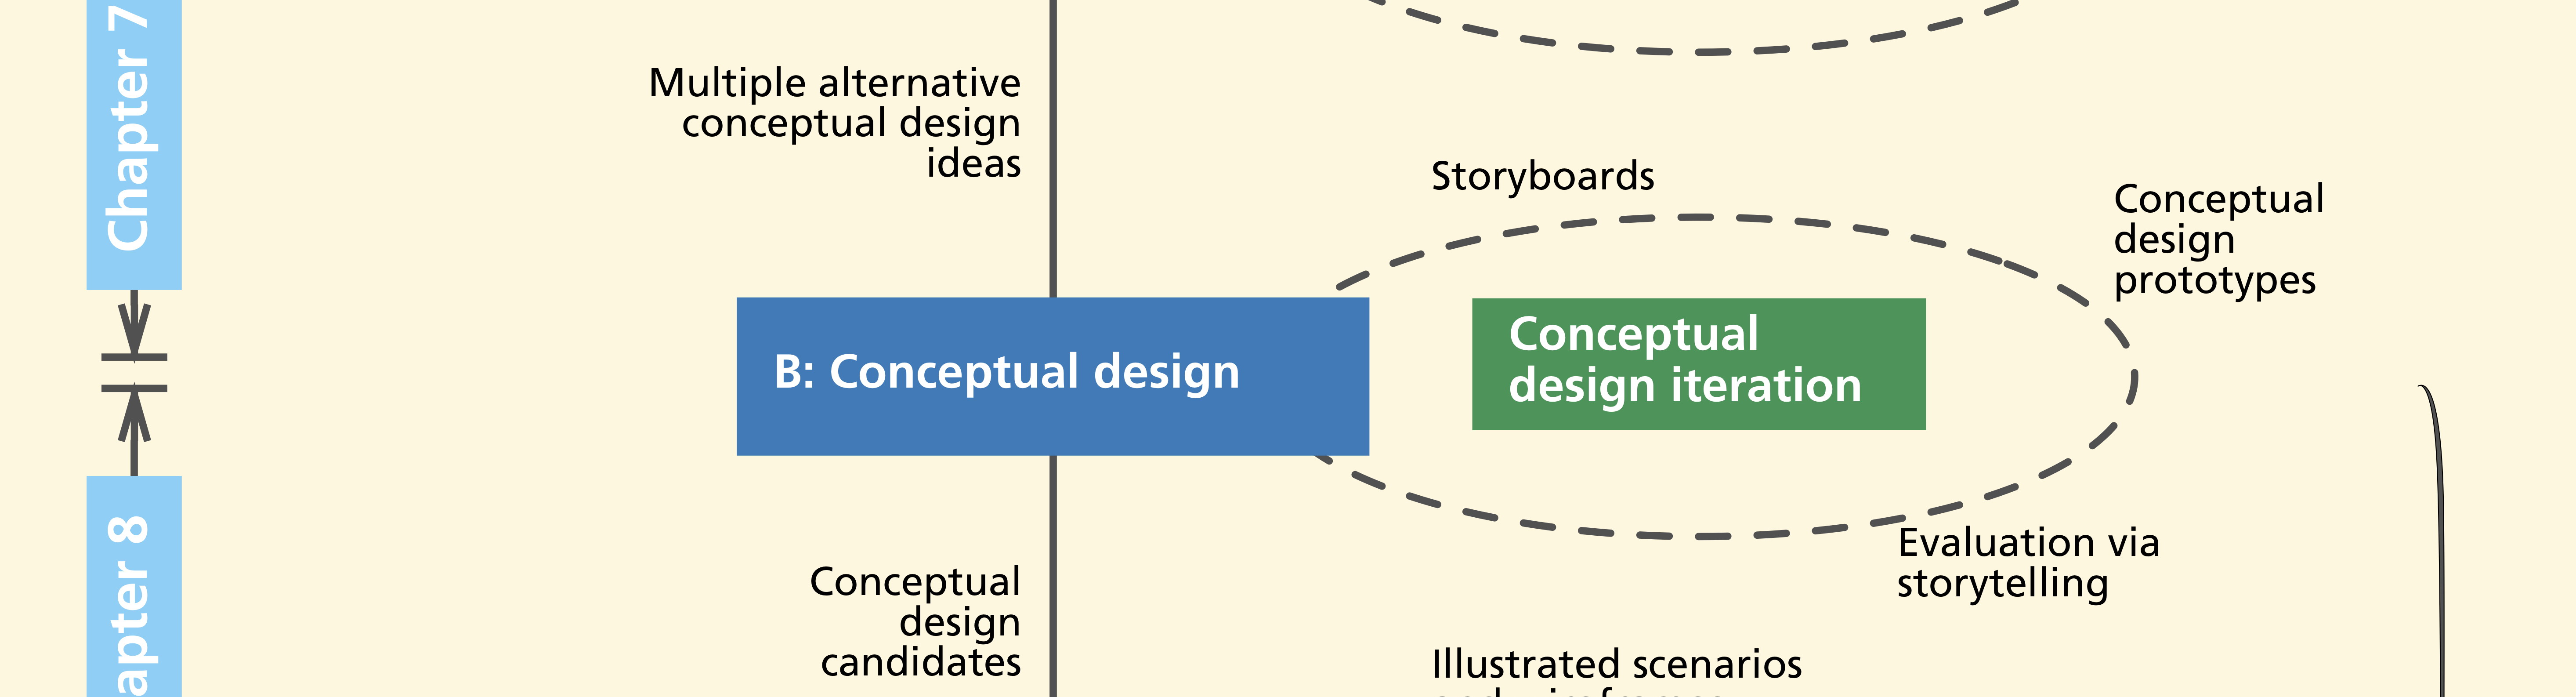 Chapter 7
Multiple alternative
conceptual design
ideas
Storyboards
Conceptual
design
prototypes
B: Conceptual design
Conceptual
design iteration
apter 8
Evaluation via
storytelling
Conceptual
design
candidates
Illustrated scenarios